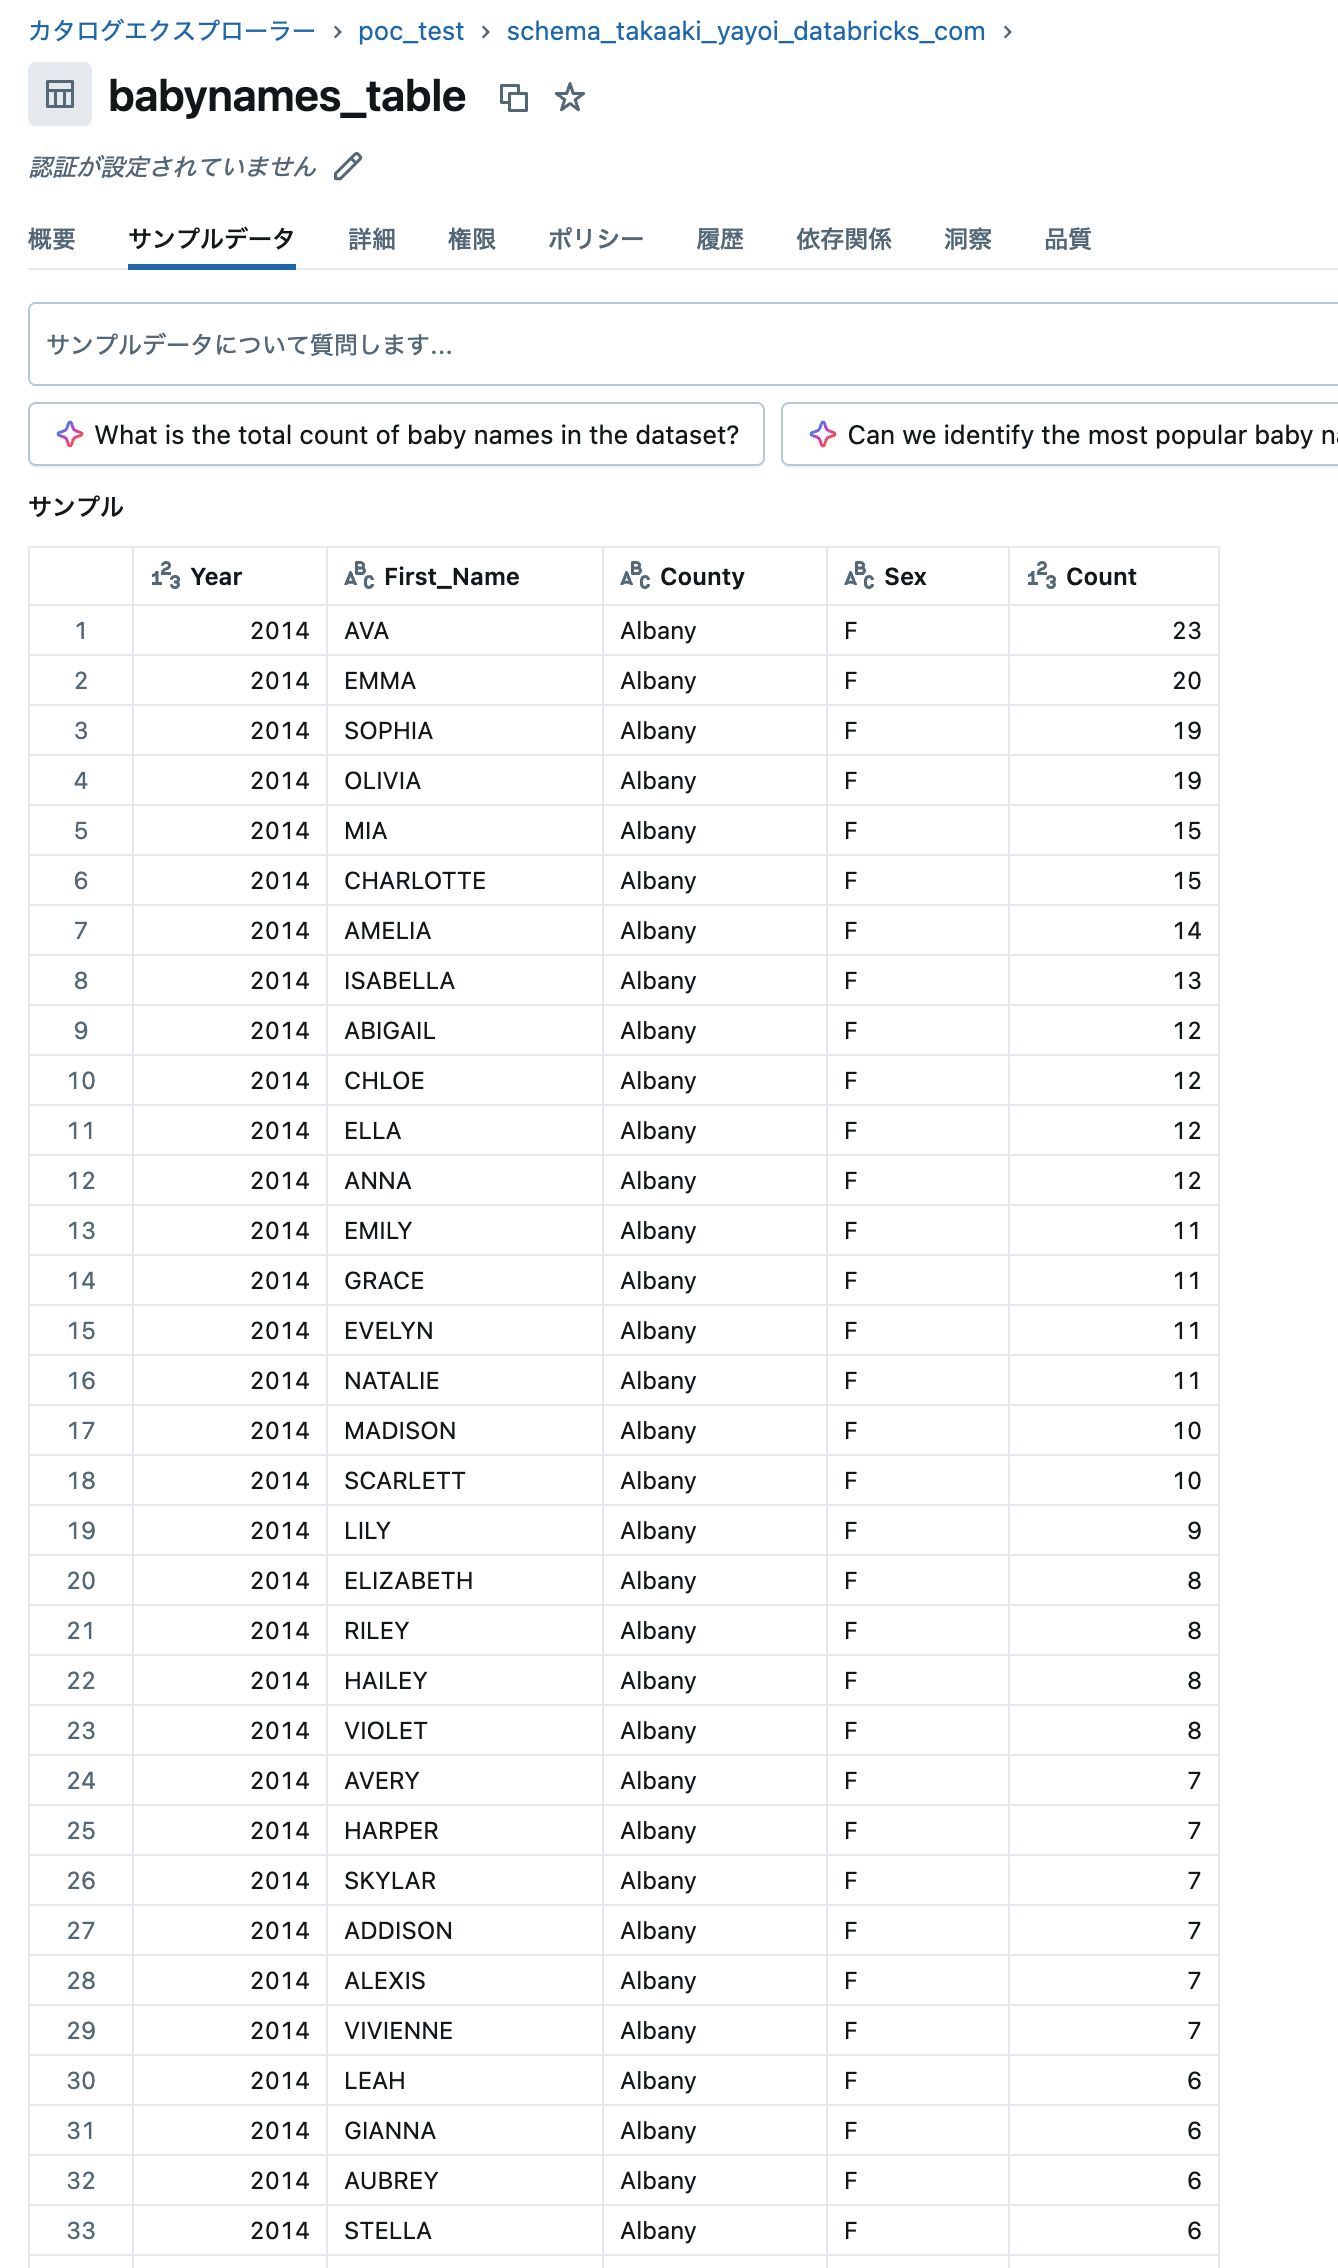 カタログエクスプローラー > poc_test > schema_takaaki_yayoi_databricks_com >
babynames_table
認証が設定されていません
概要 サンプルデータ 詳細 権限 ポリシー 履歴 依存関係 洞察 品質
サンプルデータについて質問します...
What is the total count of baby names in the dataset? Can we identify the most popular baby
サンプル
Year First_Name County Sex Count
1 2014 AVA Albany F 23
2 2014 EMMA Albany F 20
3 2014 SOPHIA Albany F 19
4 2014 OLIVIA Albany F 19
5 2014 MIA Albany F 15
6 2014 CHARLOTTE Albany F 15
7 2014 AMELIA Albany F 14
8 2014 ISABELLA Albany F 13
9 2014 ABIGAIL Albany F 12
10 2014 CHLOE Albany F 12
11 2014 ELLA Albany F 12
12 2014 ANNA Albany F 12
13 2014 EMILY Albany F 11
14 2014 GRACE Albany F 11
15 2014 EVELYN Albany F 11
16 2014 NATALIE Albany F 11
17 2014 MADISON Albany F 10
18 2014 SCARLETT Albany F 10
19 2014 LILY Albany F 9
20 2014 ELIZABETH Albany F 8
21 2014 RILEY Albany F 8
22 2014 HAILEY Albany F 8
23 2014 VIOLET Albany F 8
24 2014 AVERY Albany F 7
25 2014 HARPER Albany F 7
26 2014 SKYLAR Albany F 7
27 2014 ADDISON Albany F 7
28 2014 ALEXIS Albany F 7
29 2014 VIVIENNE Albany F 7
30 2014 LEAH Albany F 6
31 2014 GIANNA Albany F 6
32 2014 AUBREY Albany F 6
33 2014 STELLA Albany F 6